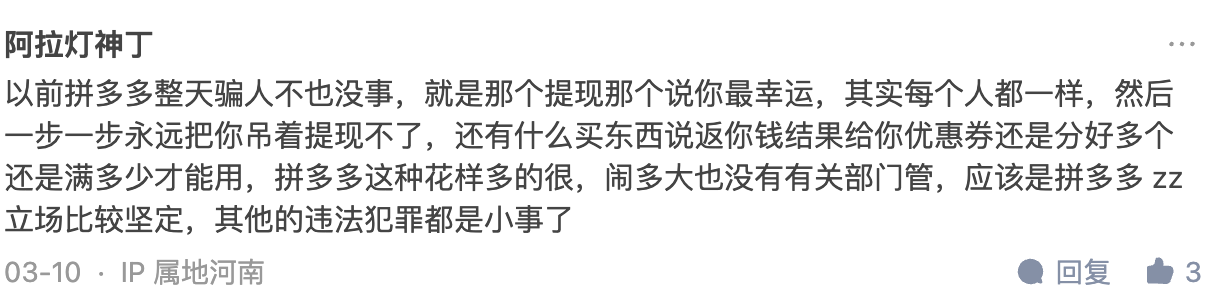 阿拉灯神丁
以前拼多多整天骗人不也没事，就是那个提现那个说你最幸运，其实每个人都一样，然后
一步一步永远把你吊着提现不了，还有什么买东西说返你钱结果给你优惠券还是分好多个
还是满多少才能用，拼多多这种花样多的很，闹多大也没有有关部门管，应该是拼多多 zz
立场比较坚定，其他的违法犯罪都是小事了
03-10 · IP 属地河南
回复 3